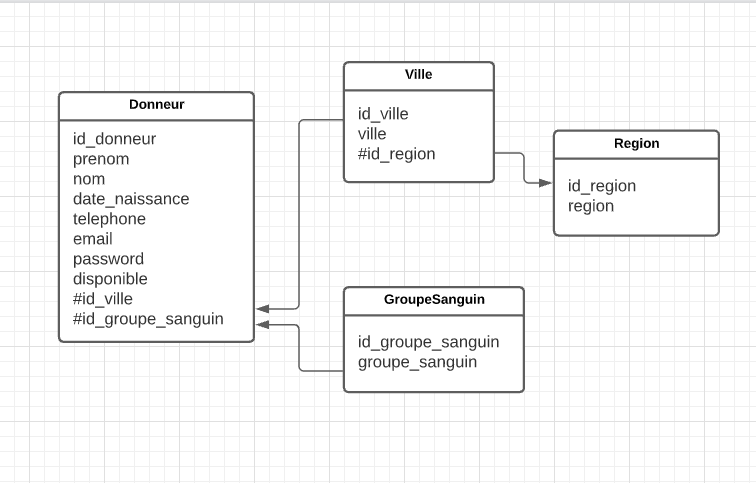 Donneur
id_donneur
prenom
nom
date_naissance
telephone
email
password
disponible
#id_ville
#id_groupe_sanguin
Ville
id_ville
ville
#id_region
Region
id_region
region
GroupeSanguin
id_groupe_sanguin
groupe_sanguin